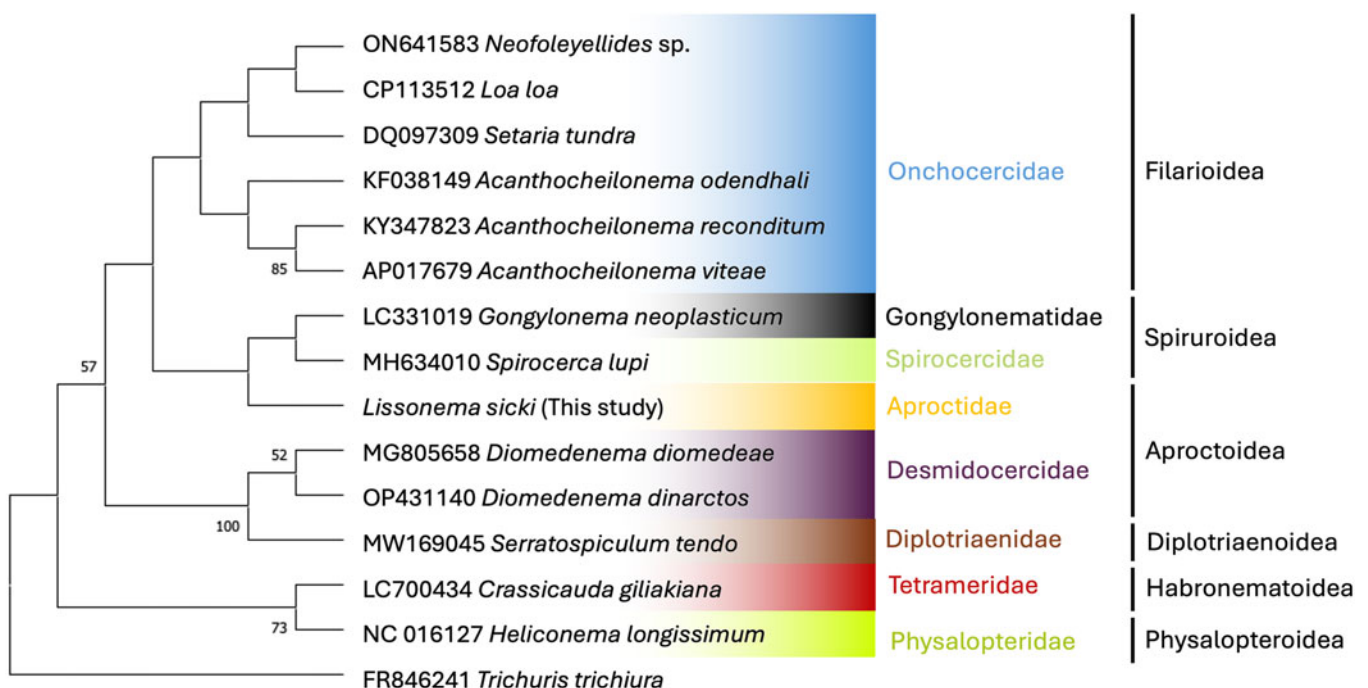 ON641583 Neofoleyellides sp.
CP113512 Loa loa
DQ097309 Setaria tundra
KF038149 Acanthocheilonema odendhali
Onchocercidae
Filarioidea
KY347823 Acanthocheilonema reconditum
AP017679 Acanthocheilonema viteae
85
LC331019 Gongylonema neoplasticum
Gongylonematidae
Spiruroidea
MH634010 Spirocerca lupi
Spirocercidae
57
Lissonema sicki (This study)
Aproctidae
Aproctoidea
52
MG805658 Diomedenema diomedeae
Desmidocercidae
OP431140 Diomedenema dinarctos
100
MW169045 Serratospiculum tendo
Diplotriaenidae
Diplotriaenoidea
LC700434 Crassicauda giliakiana
Tetrameridae
Habronematoidea
73
NC 016127 Heliconema longissimum
Physalopteridae
Physalopteroidea
FR846241 Trichuris trichiura